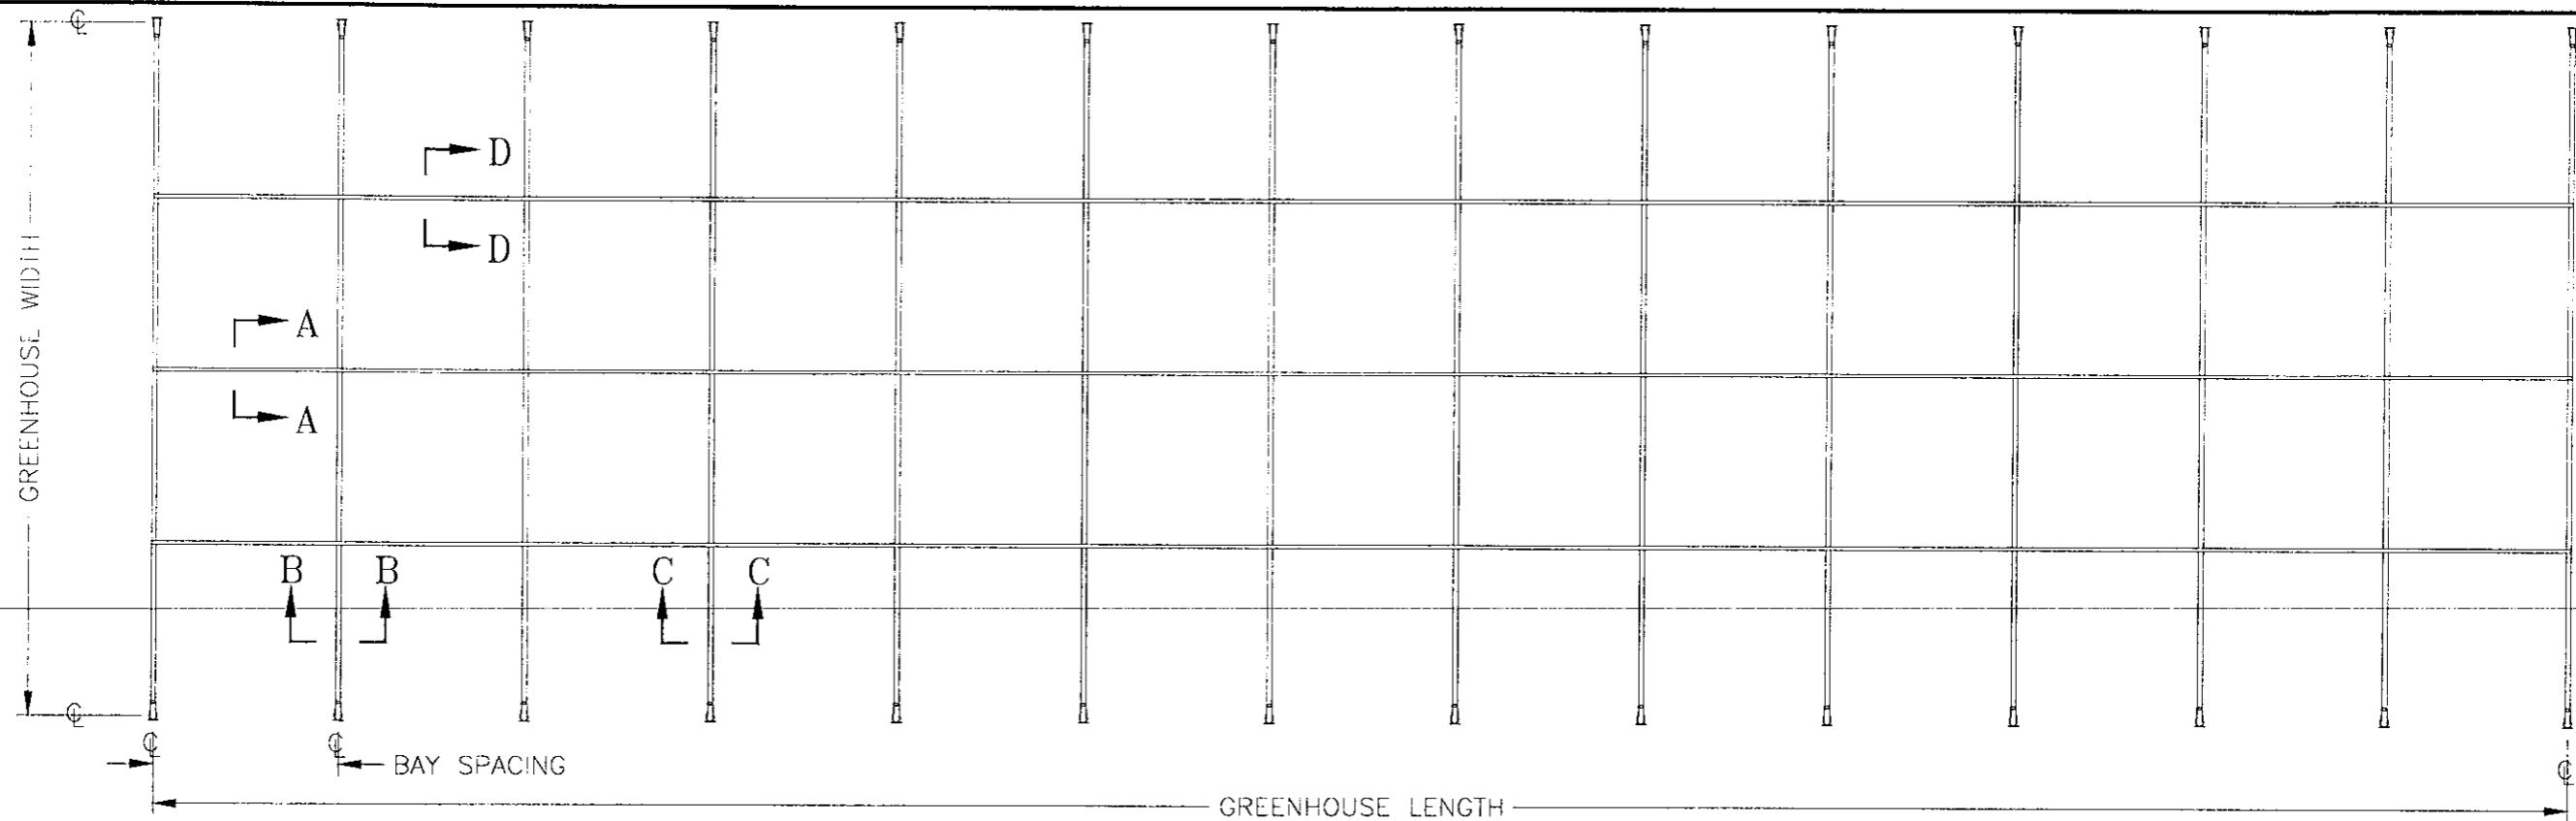 ℄
D
D
GREENHOUSE WIDTH
A
A
B B
C C
℄
℄ ℄
BAY SPACING
℄
GREENHOUSE LENGTH